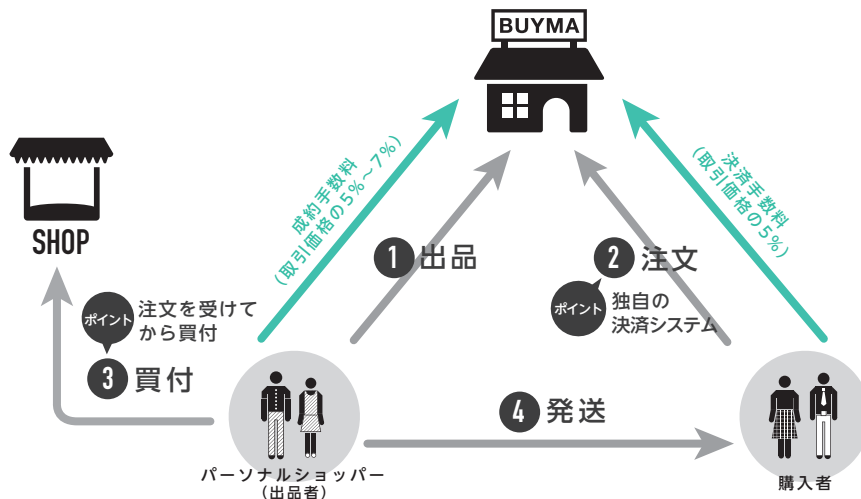 BUYMA
成約手数料
(取引価格の5%～7%)
決済手数料
(取引価格の5%)
SHOP
1 出品
2 注文
ポイント
独自の
決済システム
ポイント
注文を受けて
から買付
3 買付
4 発送
パーソナルショッパー
(出品者)
購入者